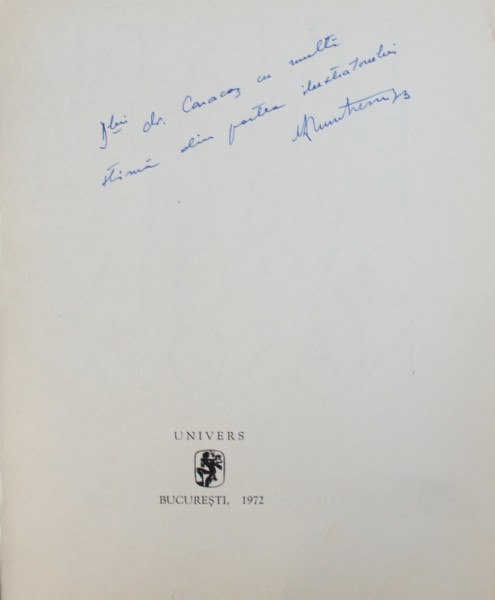 Dlui dr. Caracaș cu multă
stimă din partea ilustratorului
UNIVERS
BUCUREȘTI, 1972